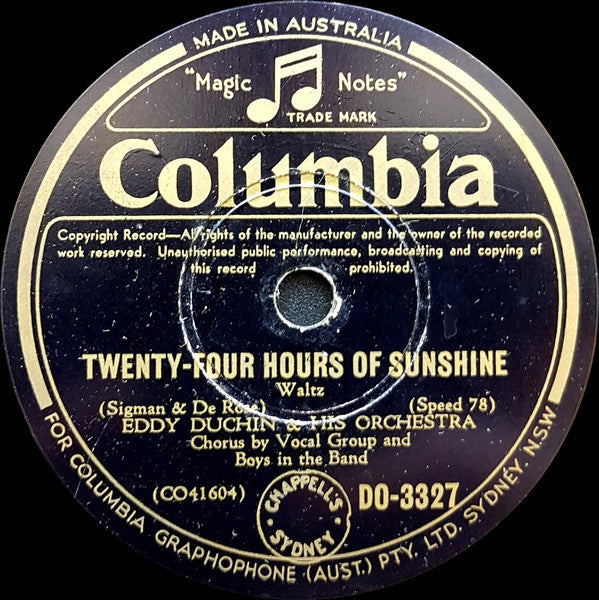 MADE IN AUSTRALIA
"Magic Notes"
TRADE MARK
Columbia
Copyright Record—All rights of the manufacturer and the owner of the recorded
work reserved. Unauthorised public performance, broadcasting and copying of
this record prohibited.
TWENTY-FOUR HOURS OF SUNSHINE
Waltz
(Sigman & De Rose) (Speed 78)
EDDY DUCHIN & HIS ORCHESTRA
Chorus by Vocal Group and
Boys in the Band
(CO41604) DO-3327
CHAPPELL'S
SYDNEY
FOR COLUMBIA GRAPHOPHONE (AUST.) PTY. LTD. SYDNEY. N.S.W